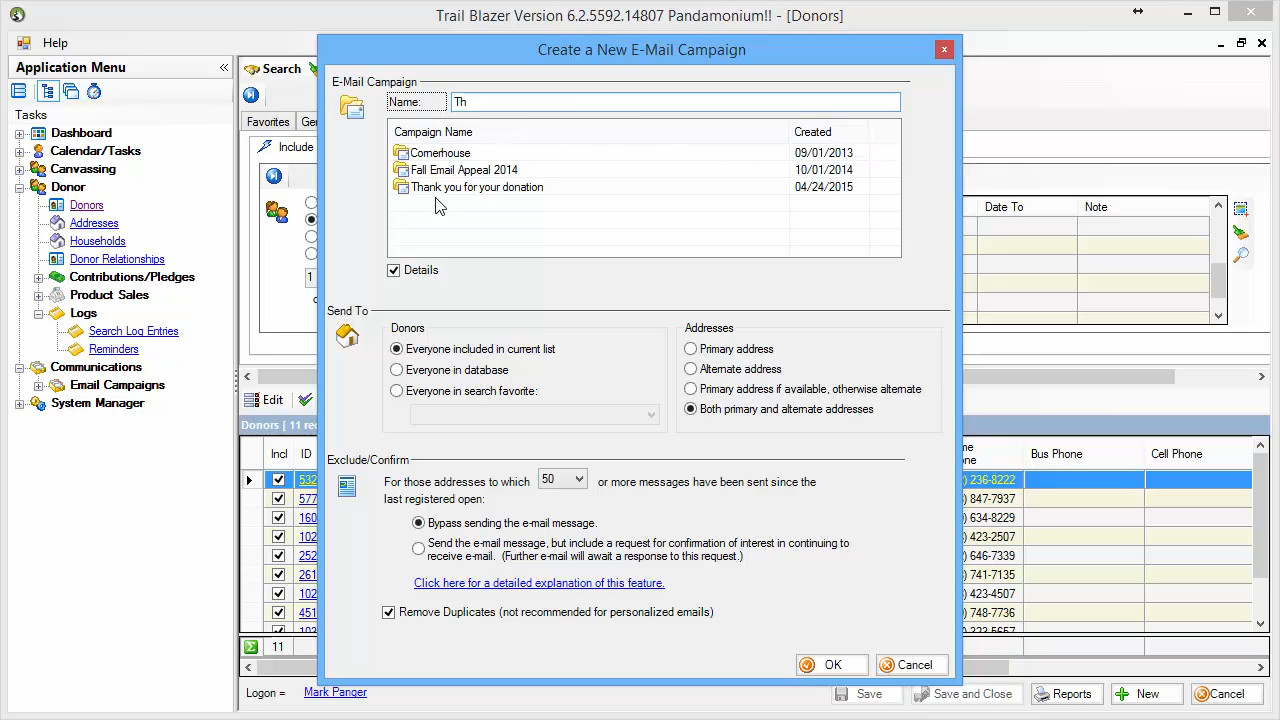 Trail Blazer Version 6.2.5592.14807 Pandamonium!! - [Donors]
Help
Application Menu
Tasks
Dashboard
Calendar/Tasks
Canvassing
Donor
Donors
Addresses
Households
Donor Relationships
Contributions/Pledges
Product Sales
Logs
Search Log Entries
Reminders
Communications
Email Campaigns
System Manager
Search
Favorites
Include
1
Edit
Date To
Note
Create a New E-Mail Campaign
E-Mail Campaign
Name: Th
Campaign Name Created
Cornerhouse 09/01/2013
Fall Email Appeal 2014 10/01/2014
Thank you for your donation 04/24/2015
Details
Send To
Donors
Everyone included in current list
Everyone in database
Everyone in search favorite:
Addresses
Primary address
Alternate address
Primary address if available, otherwise alternate
Both primary and alternate addresses
Exclude/Confirm
For those addresses to which 50 or more messages have been sent since the
last registered open:
Bypass sending the e-mail message.
Send the e-mail message, but include a request for confirmation of interest in continuing to
receive e-mail. (Further e-mail will await a response to this request.)
Click here for a detailed explanation of this feature.
Remove Duplicates (not recommended for personalized emails)
OK Cancel
Incl ID Bus Phone Cell Phone
532 ) 236-8222
577 ) 847-7937
160 ) 634-8229
102 ) 423-2507
252 ) 646-7339
261 ) 741-7135
102 ) 423-4507
451 ) 748-7736
11
Logon = Mark Panger
Save Save and Close Reports New Cancel